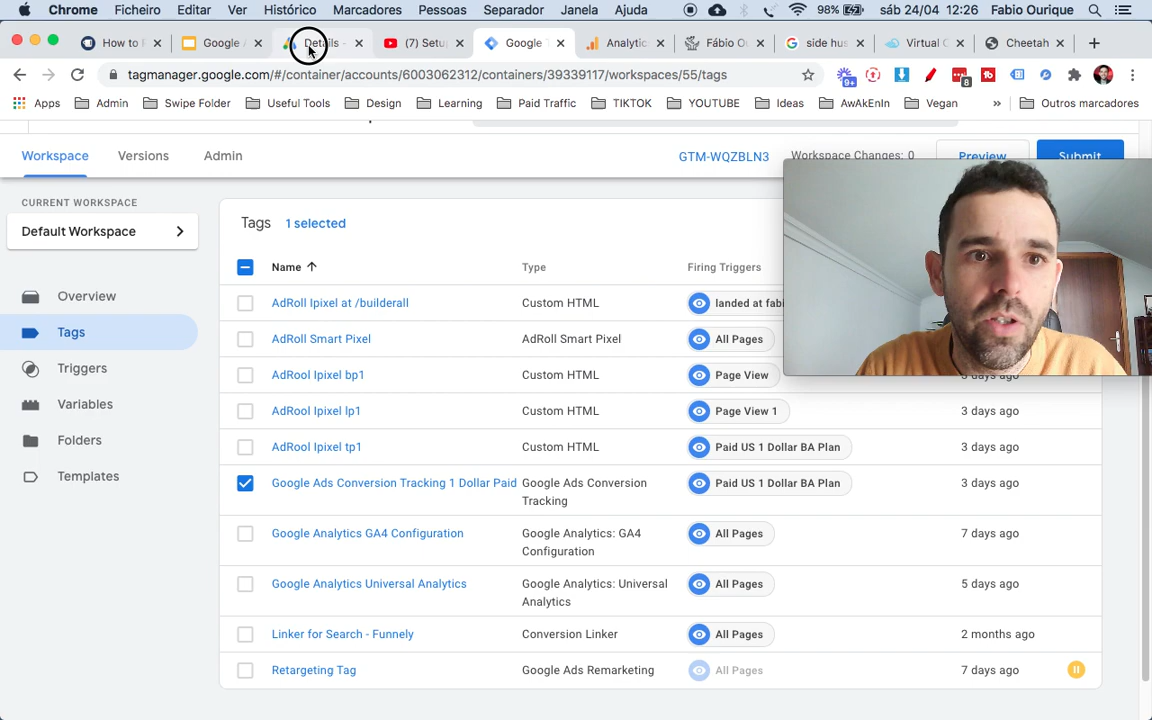 Chrome Ficheiro Editar Ver Histórico Marcadores Pessoas Separador Janela Ajuda 98% sáb 24/04 12:26 Fabio Ourique
How to Google Details (7) Setu Google T Analytic Fábio O side hus Virtual C Cheetah
tagmanager.google.com/#/container/accounts/6003062312/containers/39339117/workspaces/55/tags 9+ 8
Apps Admin Swipe Folder Useful Tools Design Learning Paid Traffic TIKTOK YOUTUBE Ideas AwAkEnIn Vegan » Outros marcadores
Workspace Versions Admin GTM-WQZBLN3 Workspace Changes: 0 Preview Submit
CURRENT WORKSPACE
Default Workspace
Overview
Tags
Triggers
Variables
Folders
Templates
Tags 1 selected
Name Type Firing Triggers
AdRoll Ipixel at /builderall Custom HTML landed at fabi
AdRoll Smart Pixel AdRoll Smart Pixel All Pages
AdRool Ipixel bp1 Custom HTML Page View 3 days ago
AdRool Ipixel lp1 Custom HTML Page View 1 3 days ago
AdRool Ipixel tp1 Custom HTML Paid US 1 Dollar BA Plan 3 days ago
Google Ads Conversion Tracking 1 Dollar Paid Google Ads Conversion Paid US 1 Dollar BA Plan 3 days ago
Tracking
Google Analytics GA4 Configuration Google Analytics: GA4 All Pages 7 days ago
Configuration
Google Analytics Universal Analytics Google Analytics: Universal All Pages 5 days ago
Analytics
Linker for Search - Funnely Conversion Linker All Pages 2 months ago
Retargeting Tag Google Ads Remarketing All Pages 7 days ago